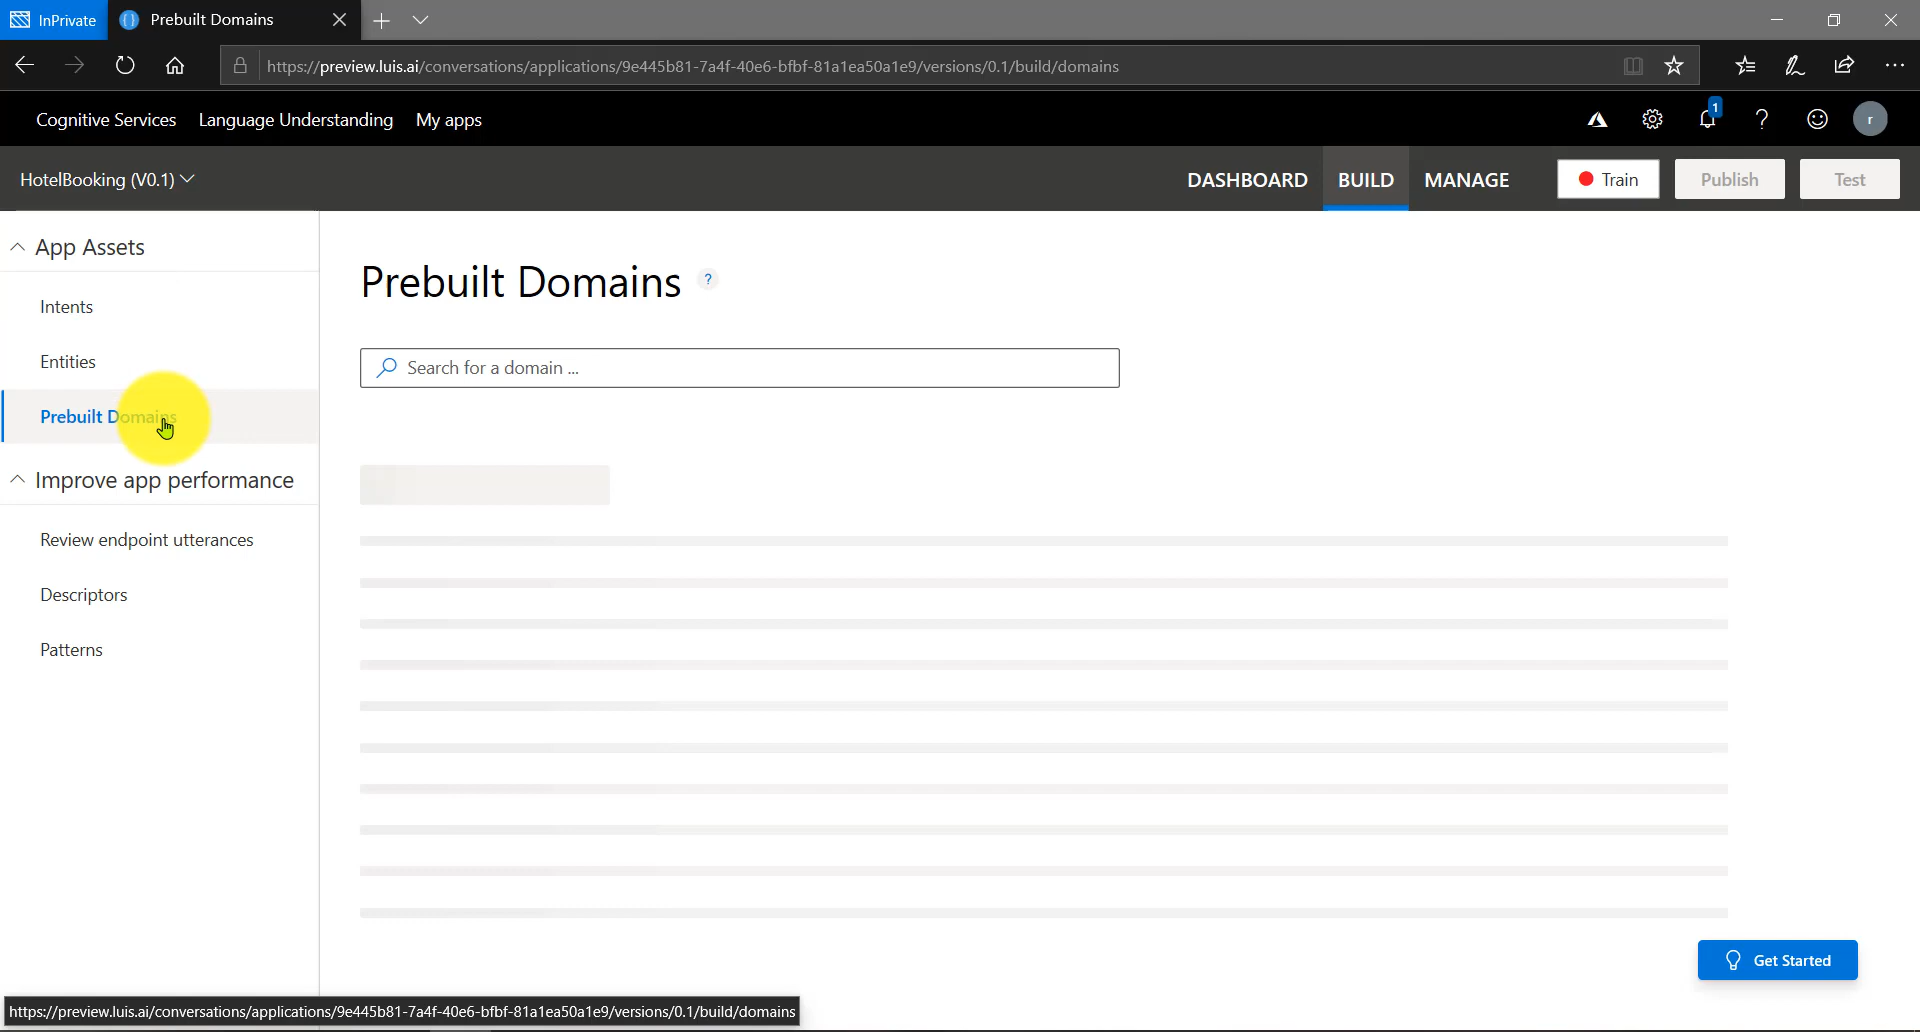 InPrivate
Prebuilt Domains
https://preview.luis.ai/conversations/applications/9e445b81-7a4f-40e6-bfbf-81a1ea50a1e9/versions/0.1/build/domains
Cognitive Services Language Understanding My apps
1
?
r
HotelBooking (V0.1)
DASHBOARD BUILD MANAGE Train Publish Test
App Assets
Intents
Entities
Prebuilt Domains
Improve app performance
Review endpoint utterances
Descriptors
Patterns
Prebuilt Domains ?
Search for a domain ...
Get Started
https://preview.luis.ai/conversations/applications/9e445b81-7a4f-40e6-bfbf-81a1ea50a1e9/versions/0.1/build/domains